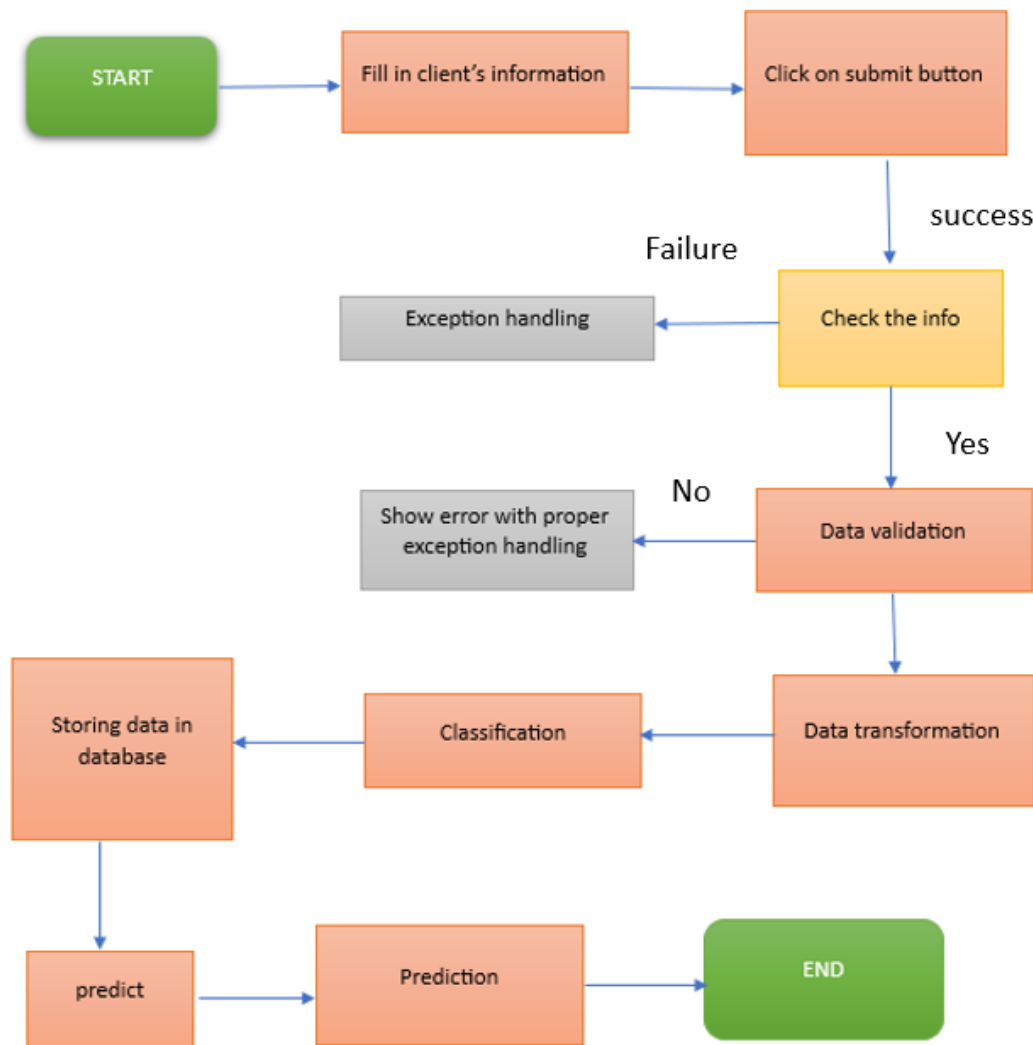 START
Fill in client's information
Click on submit button
success
Failure
Exception handling
Check the info
Yes
No
Show error with proper
exception handling
Data validation
Storing data in
database
Classification
Data transformation
predict
Prediction
END